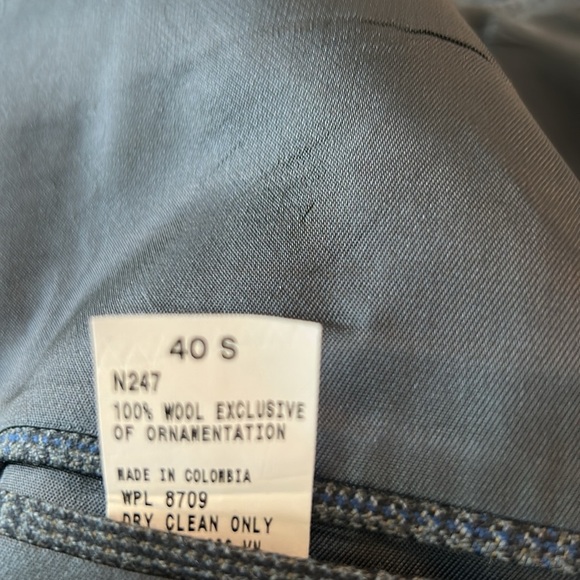 40 S
N247
100% WOOL EXCLUSIVE
OF ORNAMENTATION
MADE IN COLOMBIA
WPL 8709
DRY CLEAN ONLY